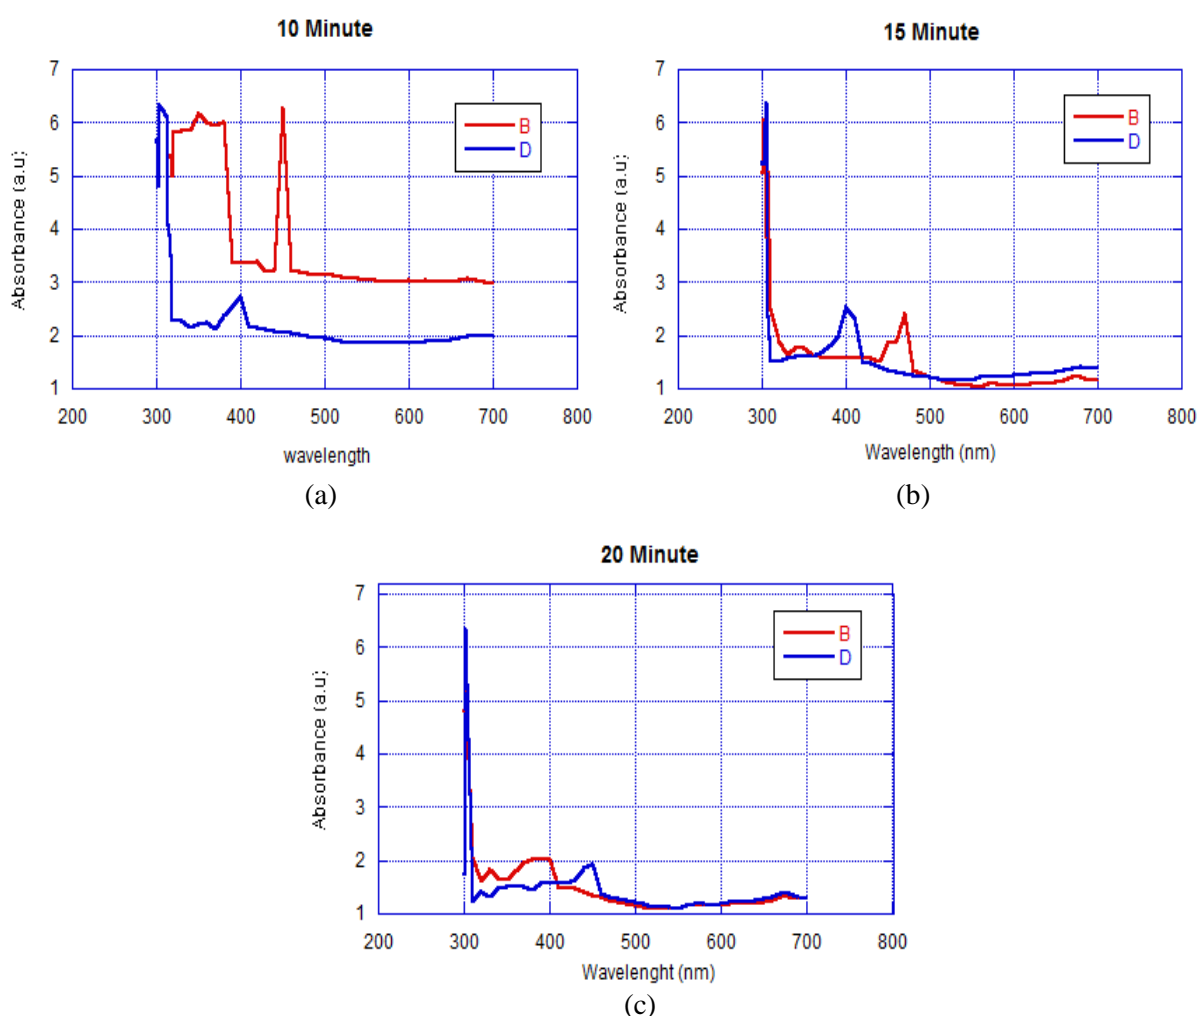 10 Minute
7
6
5
4
3
2
1
Absorbance (a.u)
B
D
200 300 400 500 600 700 800
wavelength
(a)
15 Minute
7
6
5
4
3
2
1
Absorbance (a.u)
B
D
200 300 400 500 600 700 800
Wavelength (nm)
(b)
20 Minute
7
6
5
4
3
2
1
Absorbance (a.u)
B
D
200 300 400 500 600 700 800
Wavelenght (nm)
(c)